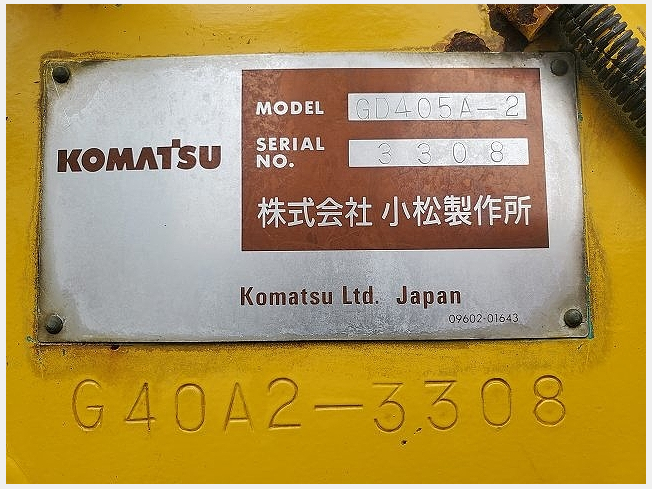 KOMATSU
MODEL GD405A-2
SERIAL NO. 3308
株式会社 小松製作所
Komatsu Ltd. Japan
09602-01643
G40A2-3308